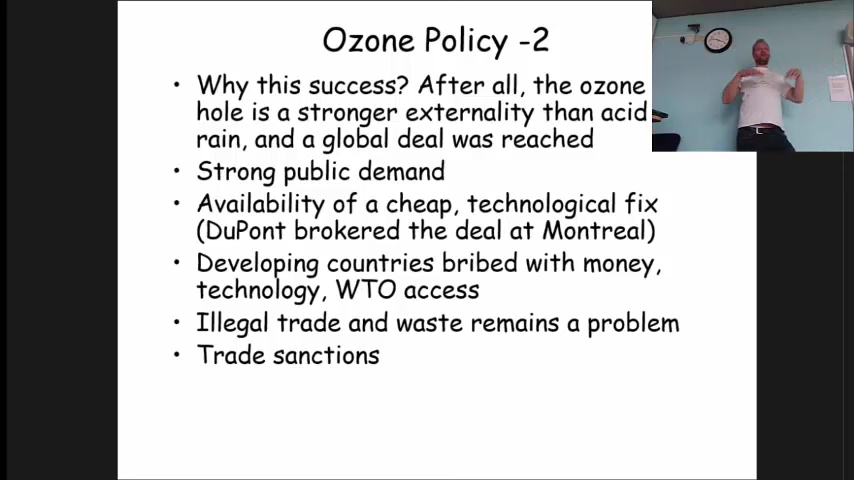 Ozone Policy -2
• Why this success? After all, the ozone
hole is a stronger externality than acid
rain, and a global deal was reached
• Strong public demand
• Availability of a cheap, technological fix
(DuPont brokered the deal at Montreal)
• Developing countries bribed with money,
technology, WTO access
• Illegal trade and waste remains a problem
• Trade sanctions